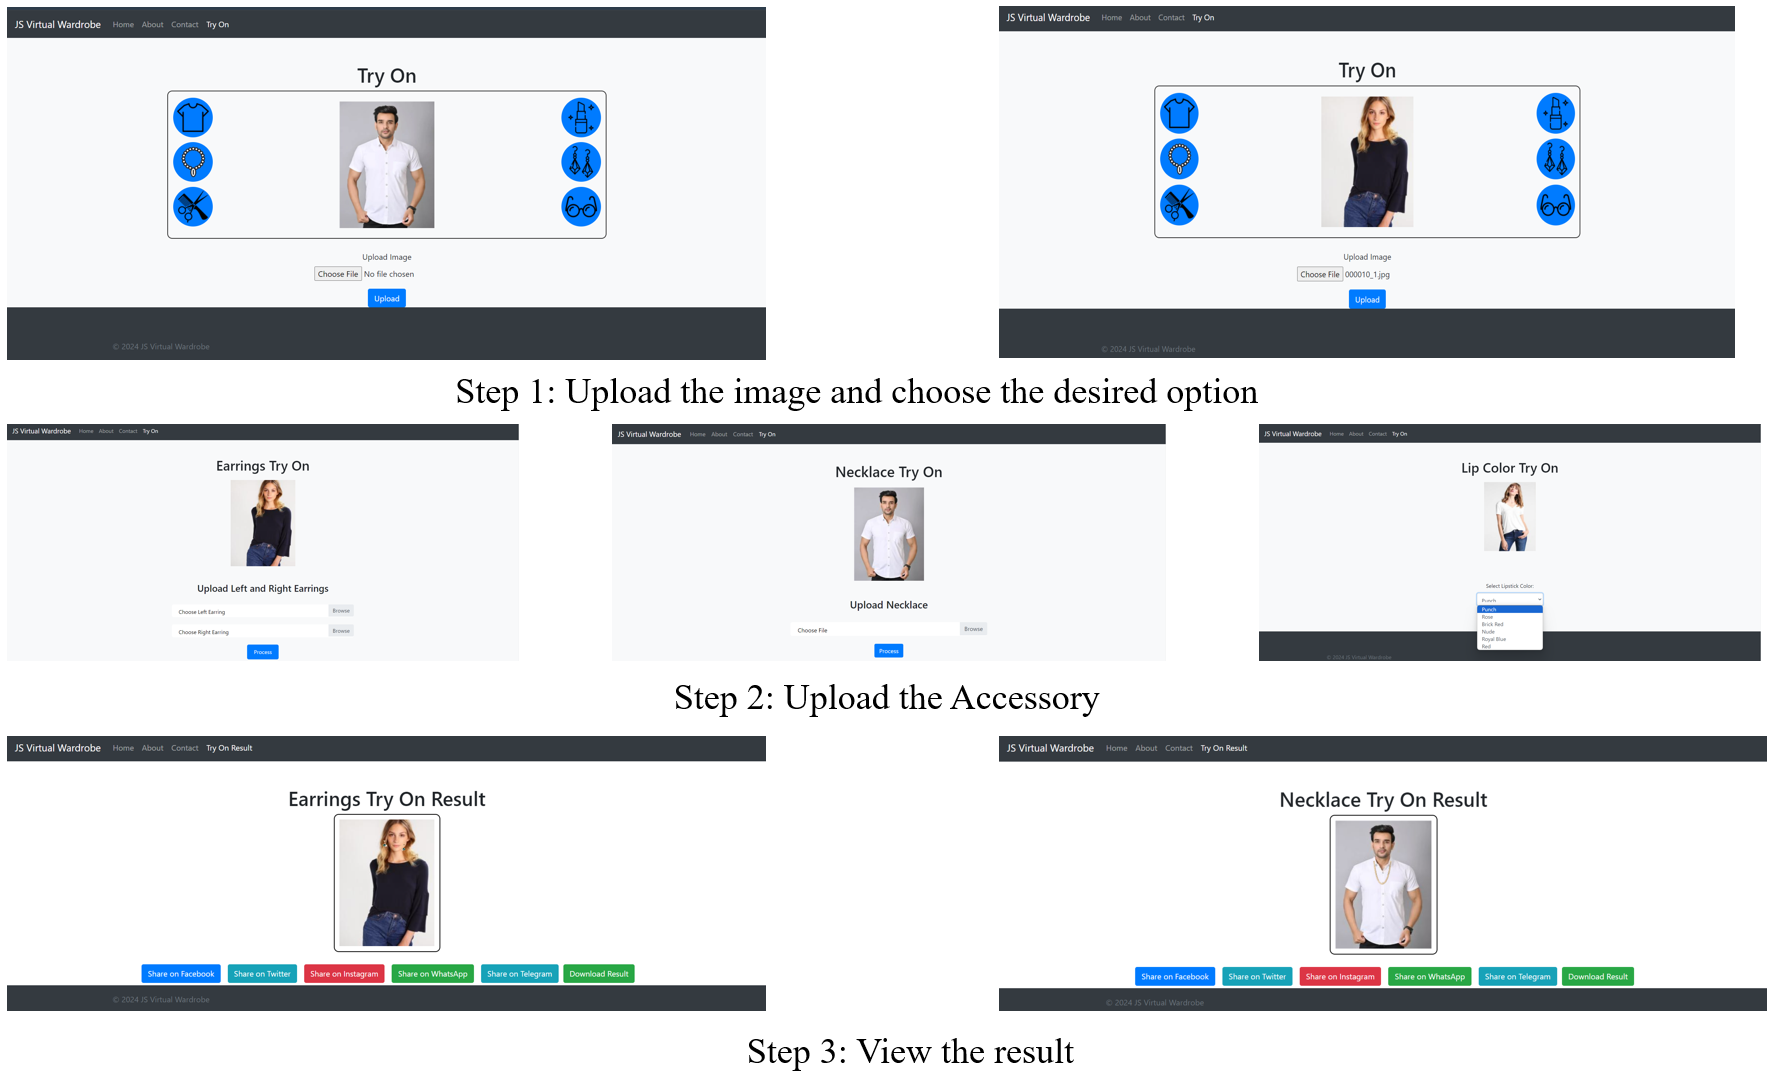 JS Virtual Wardrobe Home About Contact Try On
Try On
Upload Image
Choose File No file chosen
Upload
© 2024 JS Virtual Wardrobe
JS Virtual Wardrobe Home About Contact Try On
Try On
Upload Image
Choose File 000010_1.jpg
Upload
© 2024 JS Virtual Wardrobe
Step 1: Upload the image and choose the desired option
JS Virtual Wardrobe Home About Contact Try On
Earrings Try On
Upload Left and Right Earrings
Choose Left Earring Browse
Choose Right Earring Browse
Process
JS Virtual Wardrobe Home About Contact Try On
Necklace Try On
Upload Necklace
Choose File Browse
Process
JS Virtual Wardrobe Home About Contact Try On
Lip Color Try On
Select Lipstick Color:
Punch
Punch
Rose
Brick Red
Nude
Royal Blue
Red
© 2024 JS Virtual Wardrobe
Step 2: Upload the Accessory
JS Virtual Wardrobe Home About Contact Try On Result
Earrings Try On Result
Share on Facebook Share on Twitter Share on Instagram Share on WhatsApp Share on Telegram Download Result
© 2024 JS Virtual Wardrobe
JS Virtual Wardrobe Home About Contact Try On Result
Necklace Try On Result
Share on Facebook Share on Twitter Share on Instagram Share on WhatsApp Share on Telegram Download Result
© 2024 JS Virtual Wardrobe
Step 3: View the result